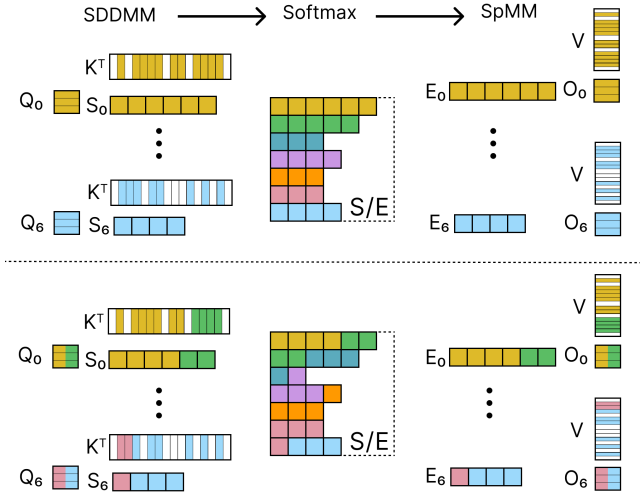 SDDMM Softmax SpMM
Kᵀ
V
Q₀ S₀ E₀ O₀
Kᵀ
V
S/E
Q₆ S₆ E₆ O₆
Kᵀ
V
Q₀ S₀ E₀ O₀
Kᵀ
V
S/E
Q₆ S₆ E₆ O₆